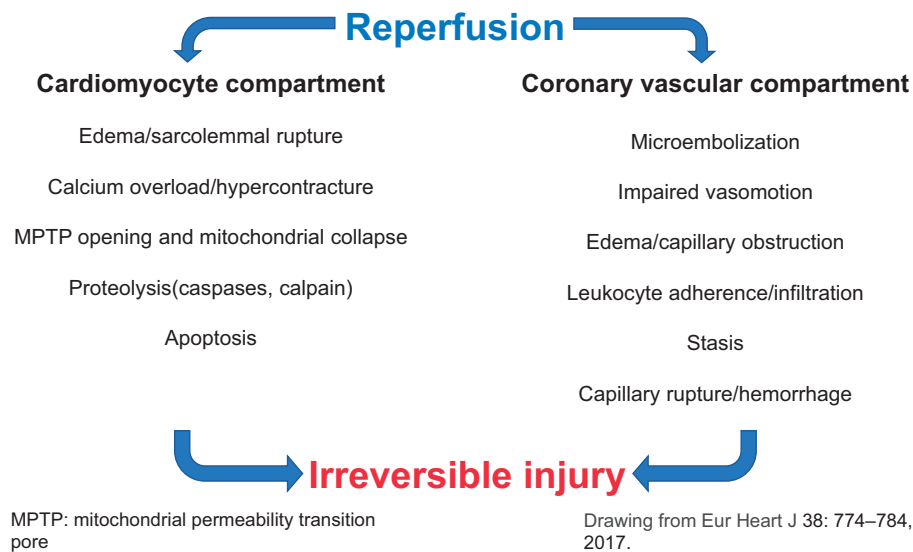 Reperfusion
Cardiomyocyte compartment
Edema/sarcolemmal rupture
Calcium overload/hypercontracture
MPTP opening and mitochondrial collapse
Proteolysis(caspases, calpain)
Apoptosis
Coronary vascular compartment
Microembolization
Impaired vasomotion
Edema/capillary obstruction
Leukocyte adherence/infiltration
Stasis
Capillary rupture/hemorrhage
Irreversible injury
MPTP: mitochondrial permeability transition
pore
Drawing from Eur Heart J 38: 774–784,
2017.